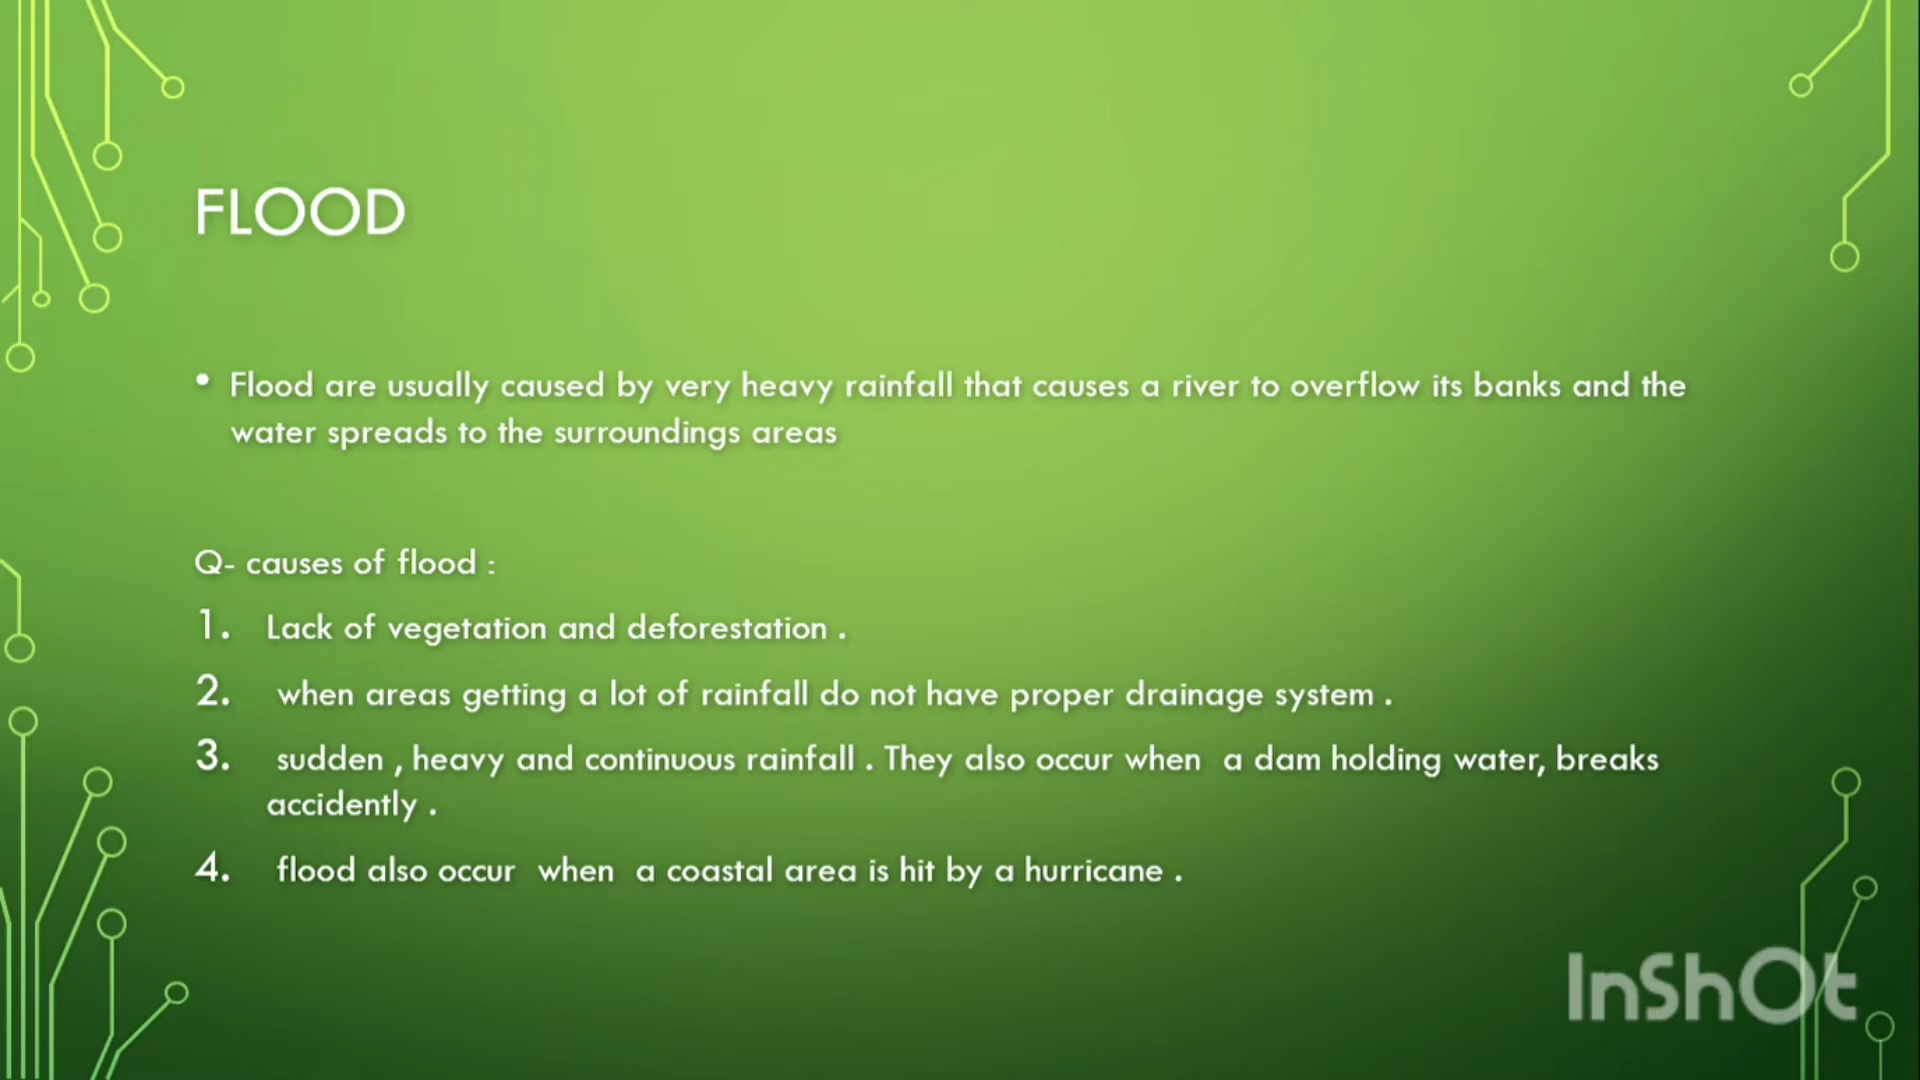 FLOOD
• Flood are usually caused by very heavy rainfall that causes a river to overflow its banks and the
water spreads to the surroundings areas
Q- causes of flood :
1. Lack of vegetation and deforestation .
2. when areas getting a lot of rainfall do not have proper drainage system .
3. sudden , heavy and continuous rainfall . They also occur when a dam holding water, breaks
accidently .
4. flood also occur when a coastal area is hit by a hurricane .
InShOt